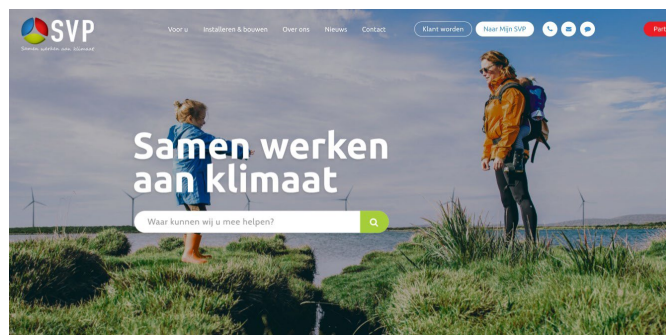 SVP
Samen werken aan klimaat
Voor u Installeren & bouwen Over ons Nieuws Contact Klant worden Naar Mijn SVP Part
Samen werken
aan klimaat
Waar kunnen wij u mee helpen?